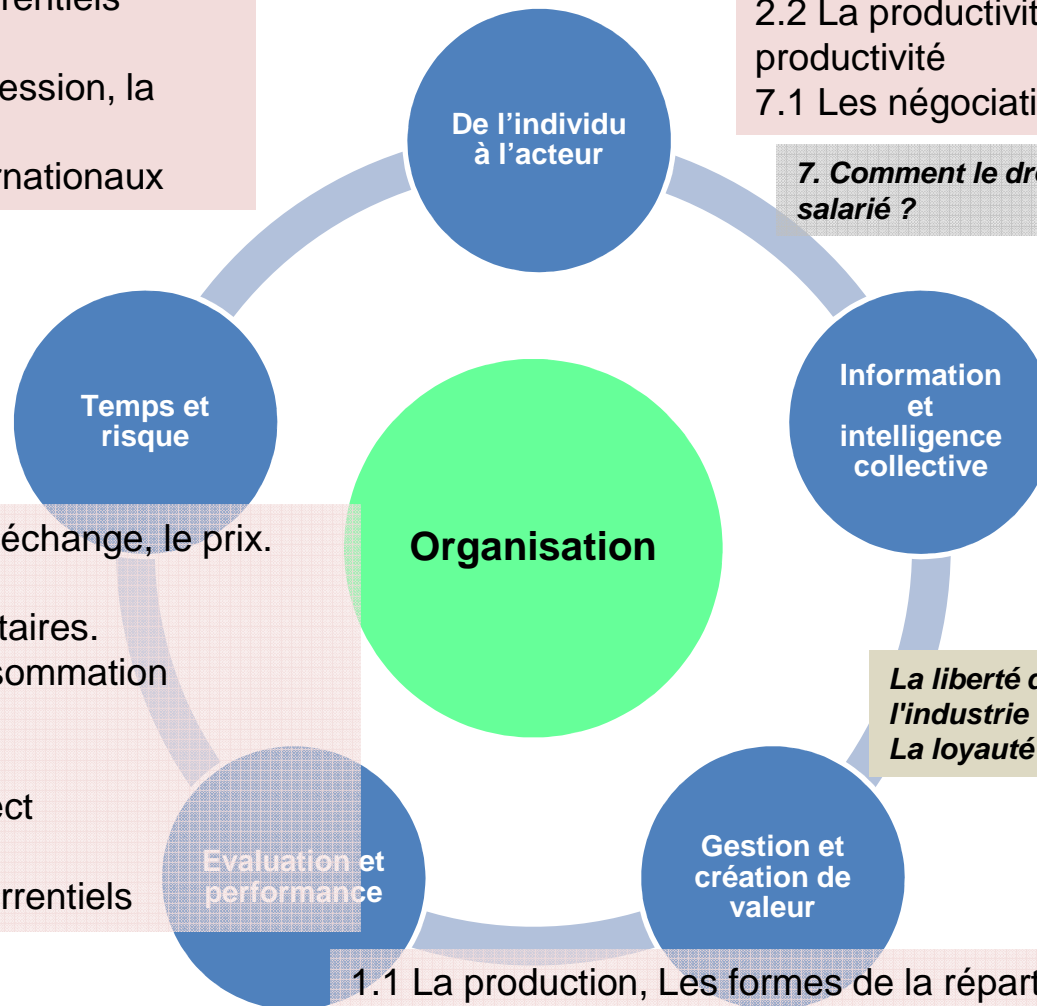 rentiels
ession, la
rnationaux
2.2 La productivit
productivité
7.1 Les négociati
De l'individu
à l'acteur
7. Comment le dr
salarié ?
Temps et
risque
Information
et
intelligence
collective
échange, le prix.
taires.
sommation
ect
rrentiels
Organisation
La liberté d
l'industrie
La loyauté
Evaluation et
performance
Gestion et
création de
valeur
1.1 La production, Les formes de la répart